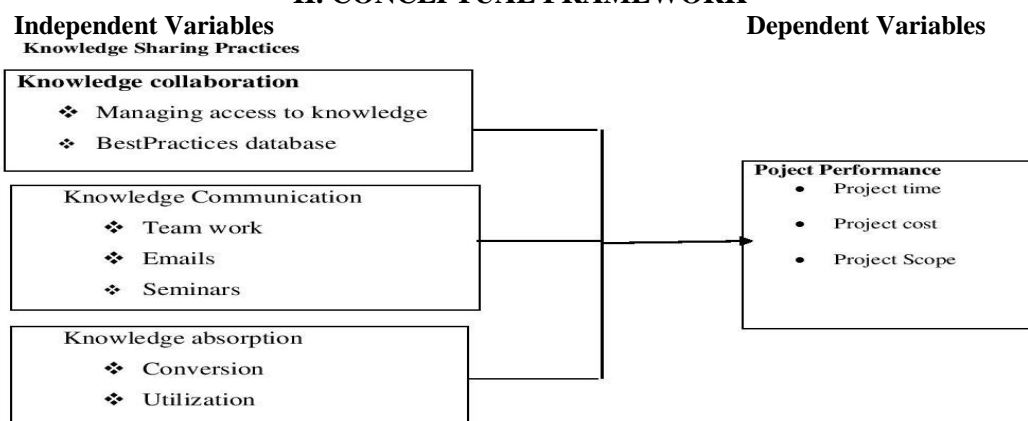 II. CONCEPTUAL FRAMEWORK
Independent Variables
Dependent Variables
Knowledge Sharing Practices
Knowledge collaboration
❖ Managing access to knowledge
❖ BestPractices database
Knowledge Communication
❖ Team work
❖ Emails
❖ Seminars
Knowledge absorption
❖ Conversion
❖ Utilization
Poject Performance
• Project time
• Project cost
• Project Scope